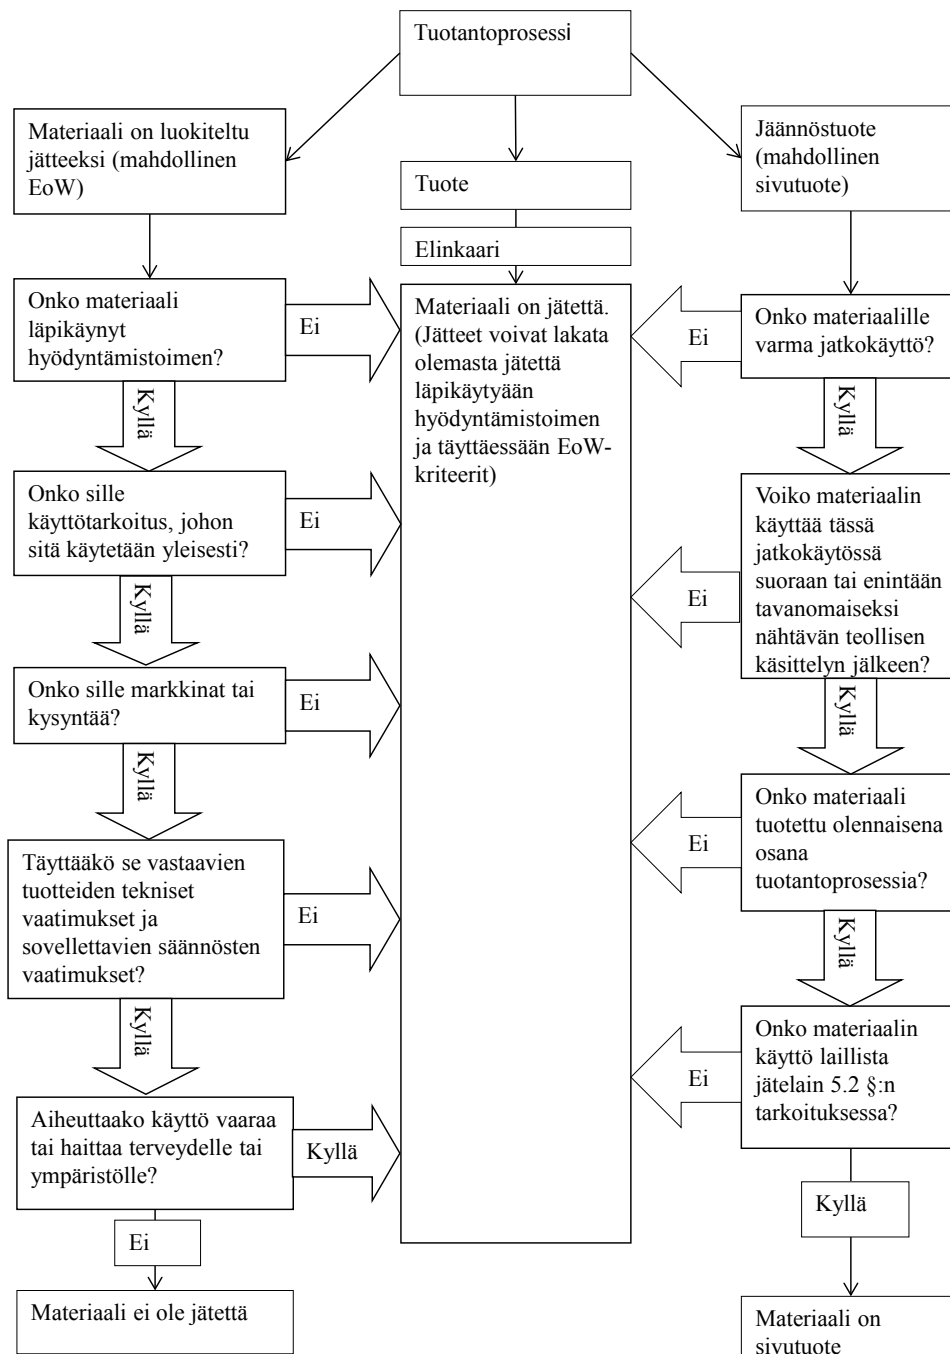 Tuotantoprosessi
Materiaali on luokiteltu
jätteeksi (mahdollinen
EoW)
Tuote
Jäännöstuote
(mahdollinen
sivutuote)
Elinkaari
Onko materiaali
läpikäynyt
hyödyntämistoimen?
Ei
Materiaali on jätettä.
(Jätteet voivat lakata
olemasta jätettä
läpikäytyään
hyödyntämistoimen
ja täyttäessään EoW-
kriteerit)
Ei
Onko materiaalille
varma jatkokäyttö?
Kyllä
Kyllä
Onko sille
käyttötarkoitus, johon
sitä käytetään yleisesti?
Ei
Voiko materiaalin
käyttää tässä
jatkokäytössä
suoraan tai enintään
tavanomaiseksi
nähtävän teollisen
käsittelyn jälkeen?
Ei
Kyllä
Kyllä
Onko sille markkinat tai
kysyntää?
Ei
Kyllä
Onko materiaali
tuotettu olennaisena
osana
tuotantoprosessia?
Ei
Täyttääkö se vastaavien
tuotteiden tekniset
vaatimukset ja
sovellettavien säännösten
vaatimukset?
Ei
Kyllä
Kyllä
Onko materiaalin
käyttö laillista
jätelain 5.2 §:n
tarkoituksessa?
Ei
Aiheuttaako käyttö vaaraa
tai haittaa terveydelle tai
ympäristölle?
Kyllä
Kyllä
Ei
Materiaali ei ole jätettä
Materiaali on
sivutuote